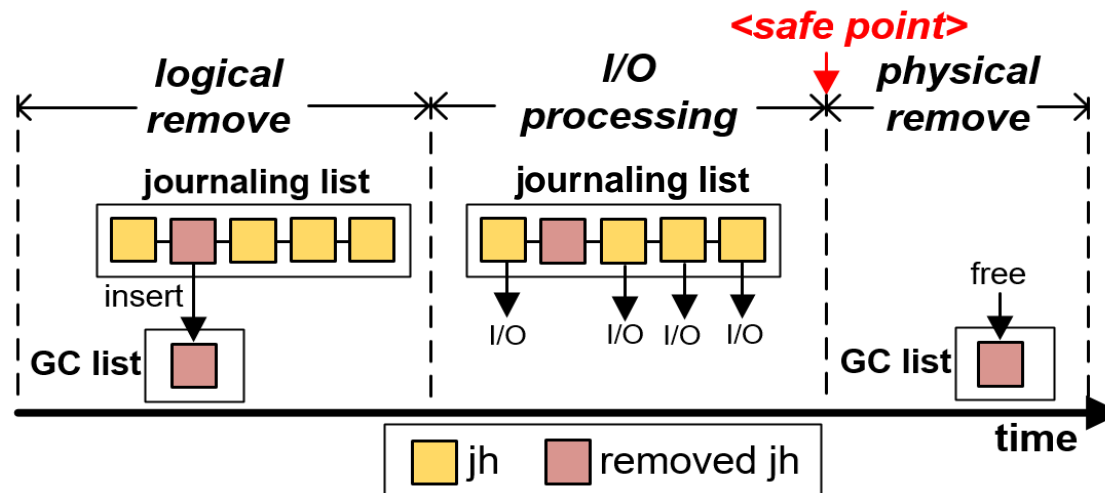 <safe point>
logical
remove
I/O
processing
physical
remove
journaling list
journaling list
insert
I/O
I/O
I/O
I/O
free
GC list
GC list
time
jh
removed jh